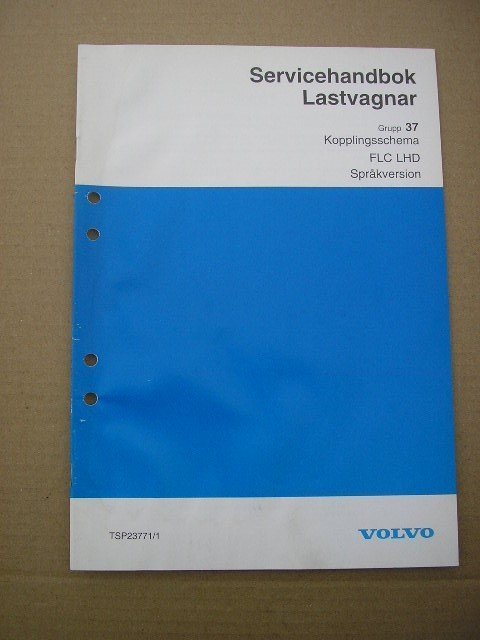 Servicehandbok
Lastvagnar
Grupp 37
Kopplingsschema
FLC LHD
Språkversion
TSP23771/1
VOLVO